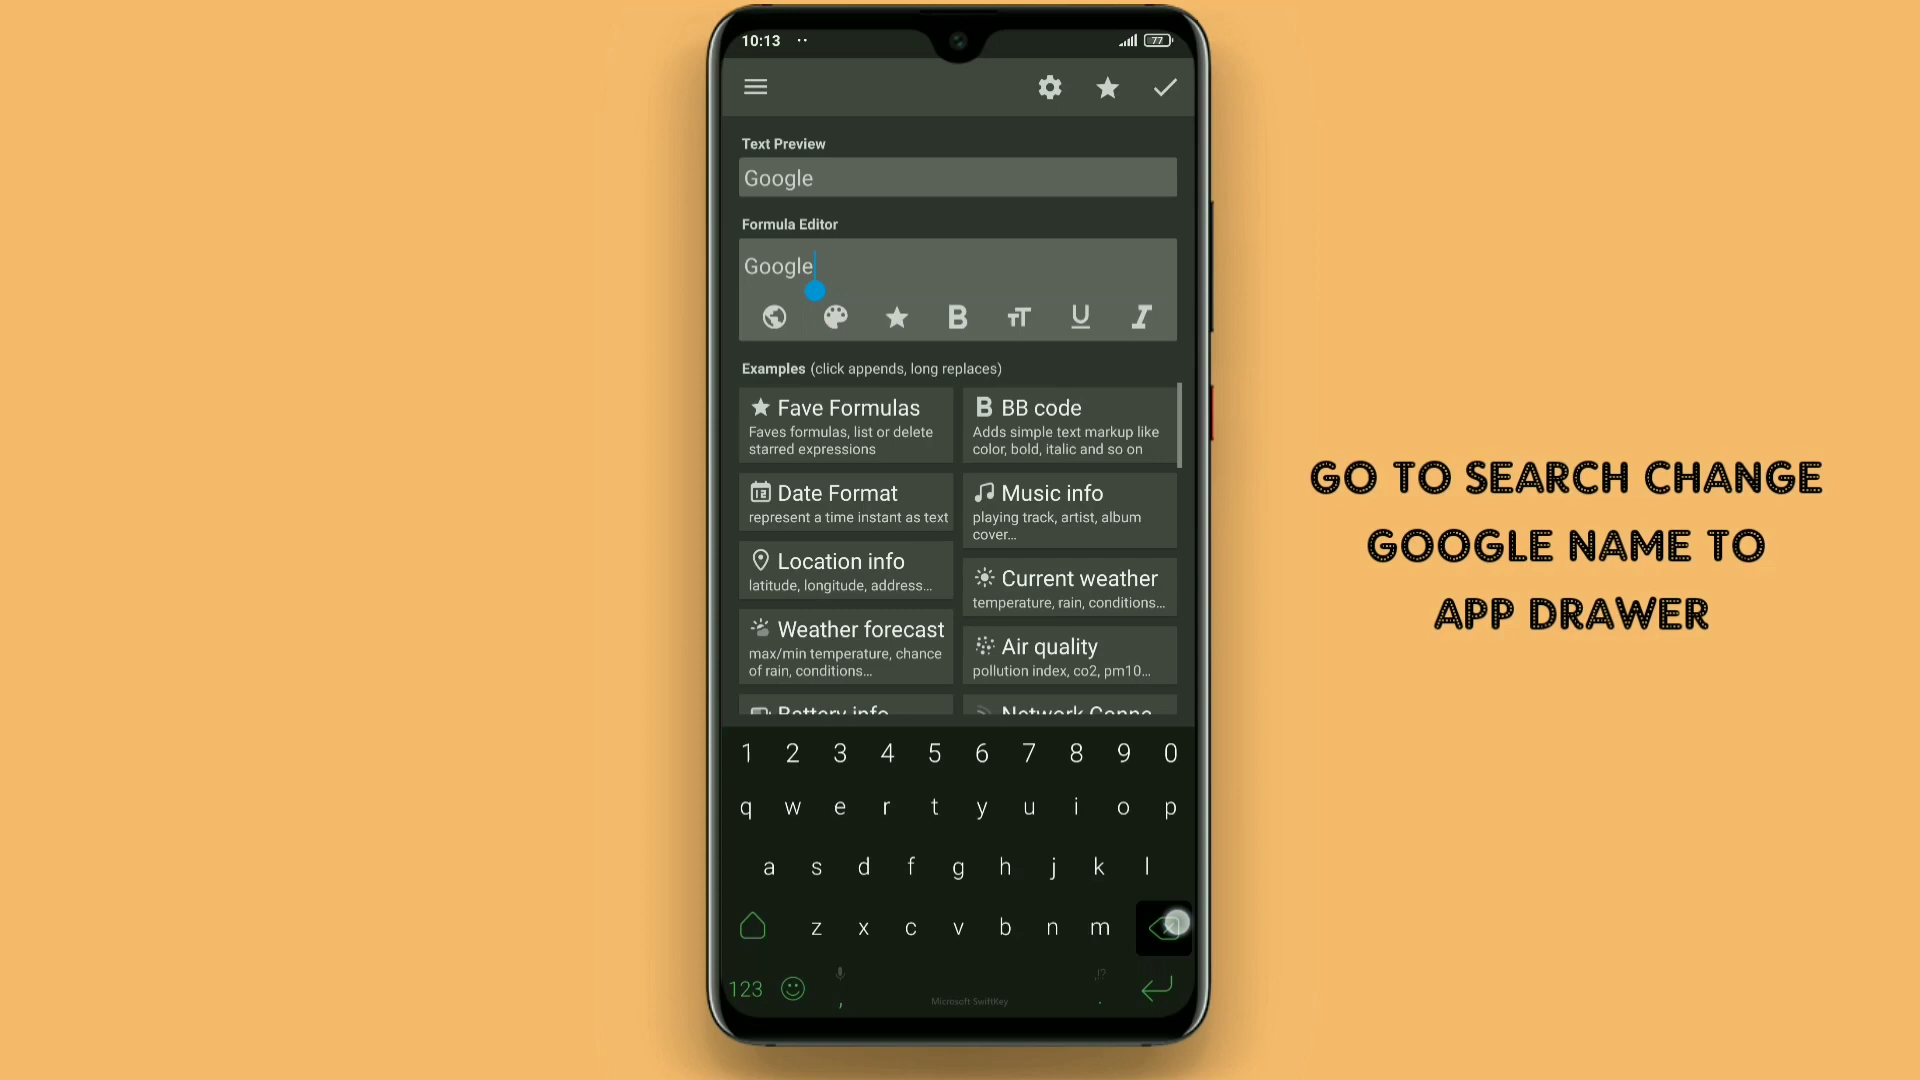 10:13
77
Text Preview
Google
Formula Editor
Google
B TT U I
Examples (click appends, long replaces)
Fave Formulas
Faves formulas, list or delete
starred expressions
B BB code
Adds simple text markup like
color, bold, italic and so on
12 Date Format
represent a time instant as text
Music info
playing track, artist, album
cover...
Location info
latitude, longitude, address...
Current weather
temperature, rain, conditions...
Weather forecast
max/min temperature, chance
of rain, conditions...
Air quality
pollution index, co2, pm10...
Battery info
Network Conne
1 2 3 4 5 6 7 8 9 0
q w e r t y u i o p
a s d f g h j k l
z x c v b n m
,!?
123 , Microsoft SwiftKey .
GO TO SEARCH CHANGE
GOOGLE NAME TO
APP DRAWER